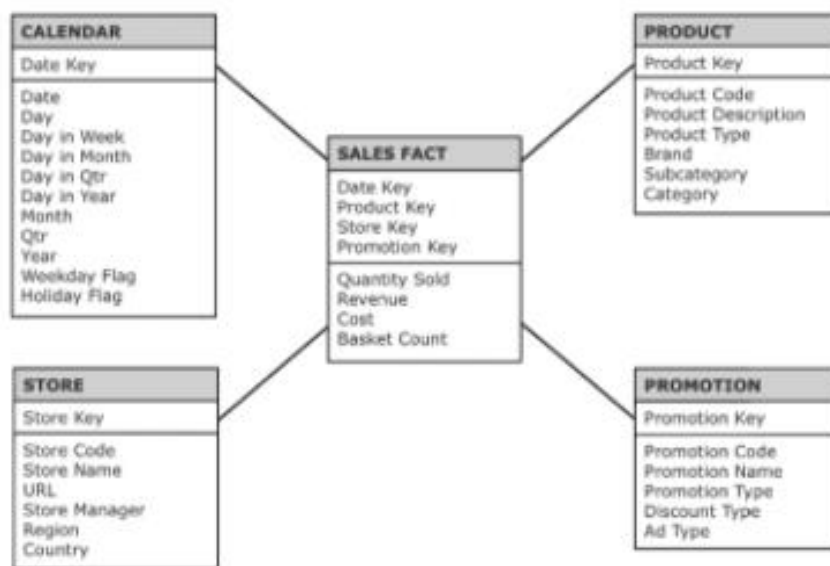 CALENDAR
Date Key
Date
Day
Day in Week
Day in Month
Day in Qtr
Day in Year
Month
Qtr
Year
Weekday Flag
Holiday Flag
PRODUCT
Product Key
Product Code
Product Description
Product Type
Brand
Subcategory
Category
SALES FACT
Date Key
Product Key
Store Key
Promotion Key
Quantity Sold
Revenue
Cost
Basket Count
STORE
Store Key
Store Code
Store Name
URL
Store Manager
Region
Country
PROMOTION
Promotion Key
Promotion Code
Promotion Name
Promotion Type
Discount Type
Ad Type